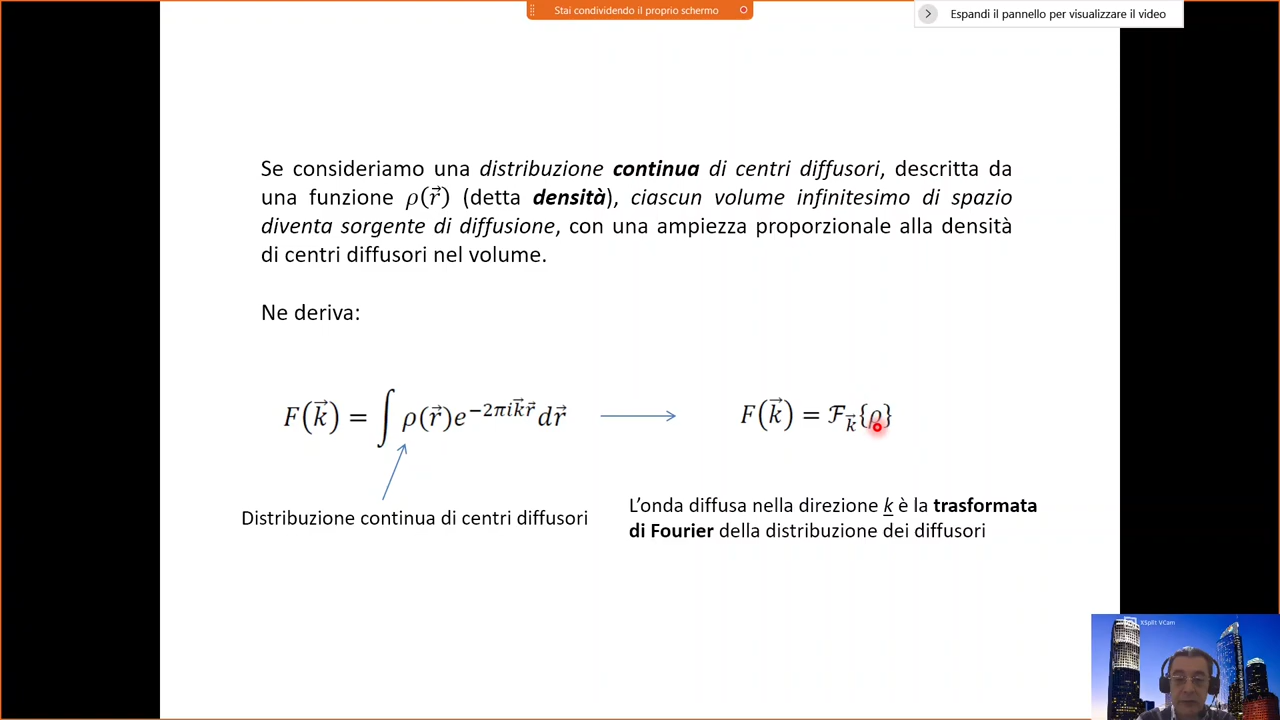 Stai condividendo il proprio schermo
Espandi il pannello per visualizzare il video
Se consideriamo una distribuzione continua di centri diffusori, descritta da
una funzione ρ(r⃗) (detta densità), ciascun volume infinitesimo di spazio
diventa sorgente di diffusione, con una ampiezza proporzionale alla densità
di centri diffusori nel volume.
Ne deriva:
F(k⃗) = ∫ ρ(r⃗)e^{−2πik⃗r⃗}dr⃗
F(k⃗) = ℱ_{k⃗}{ρ}
Distribuzione continua di centri diffusori
L’onda diffusa nella direzione k è la trasformata
di Fourier della distribuzione dei diffusori
XSplit VCam